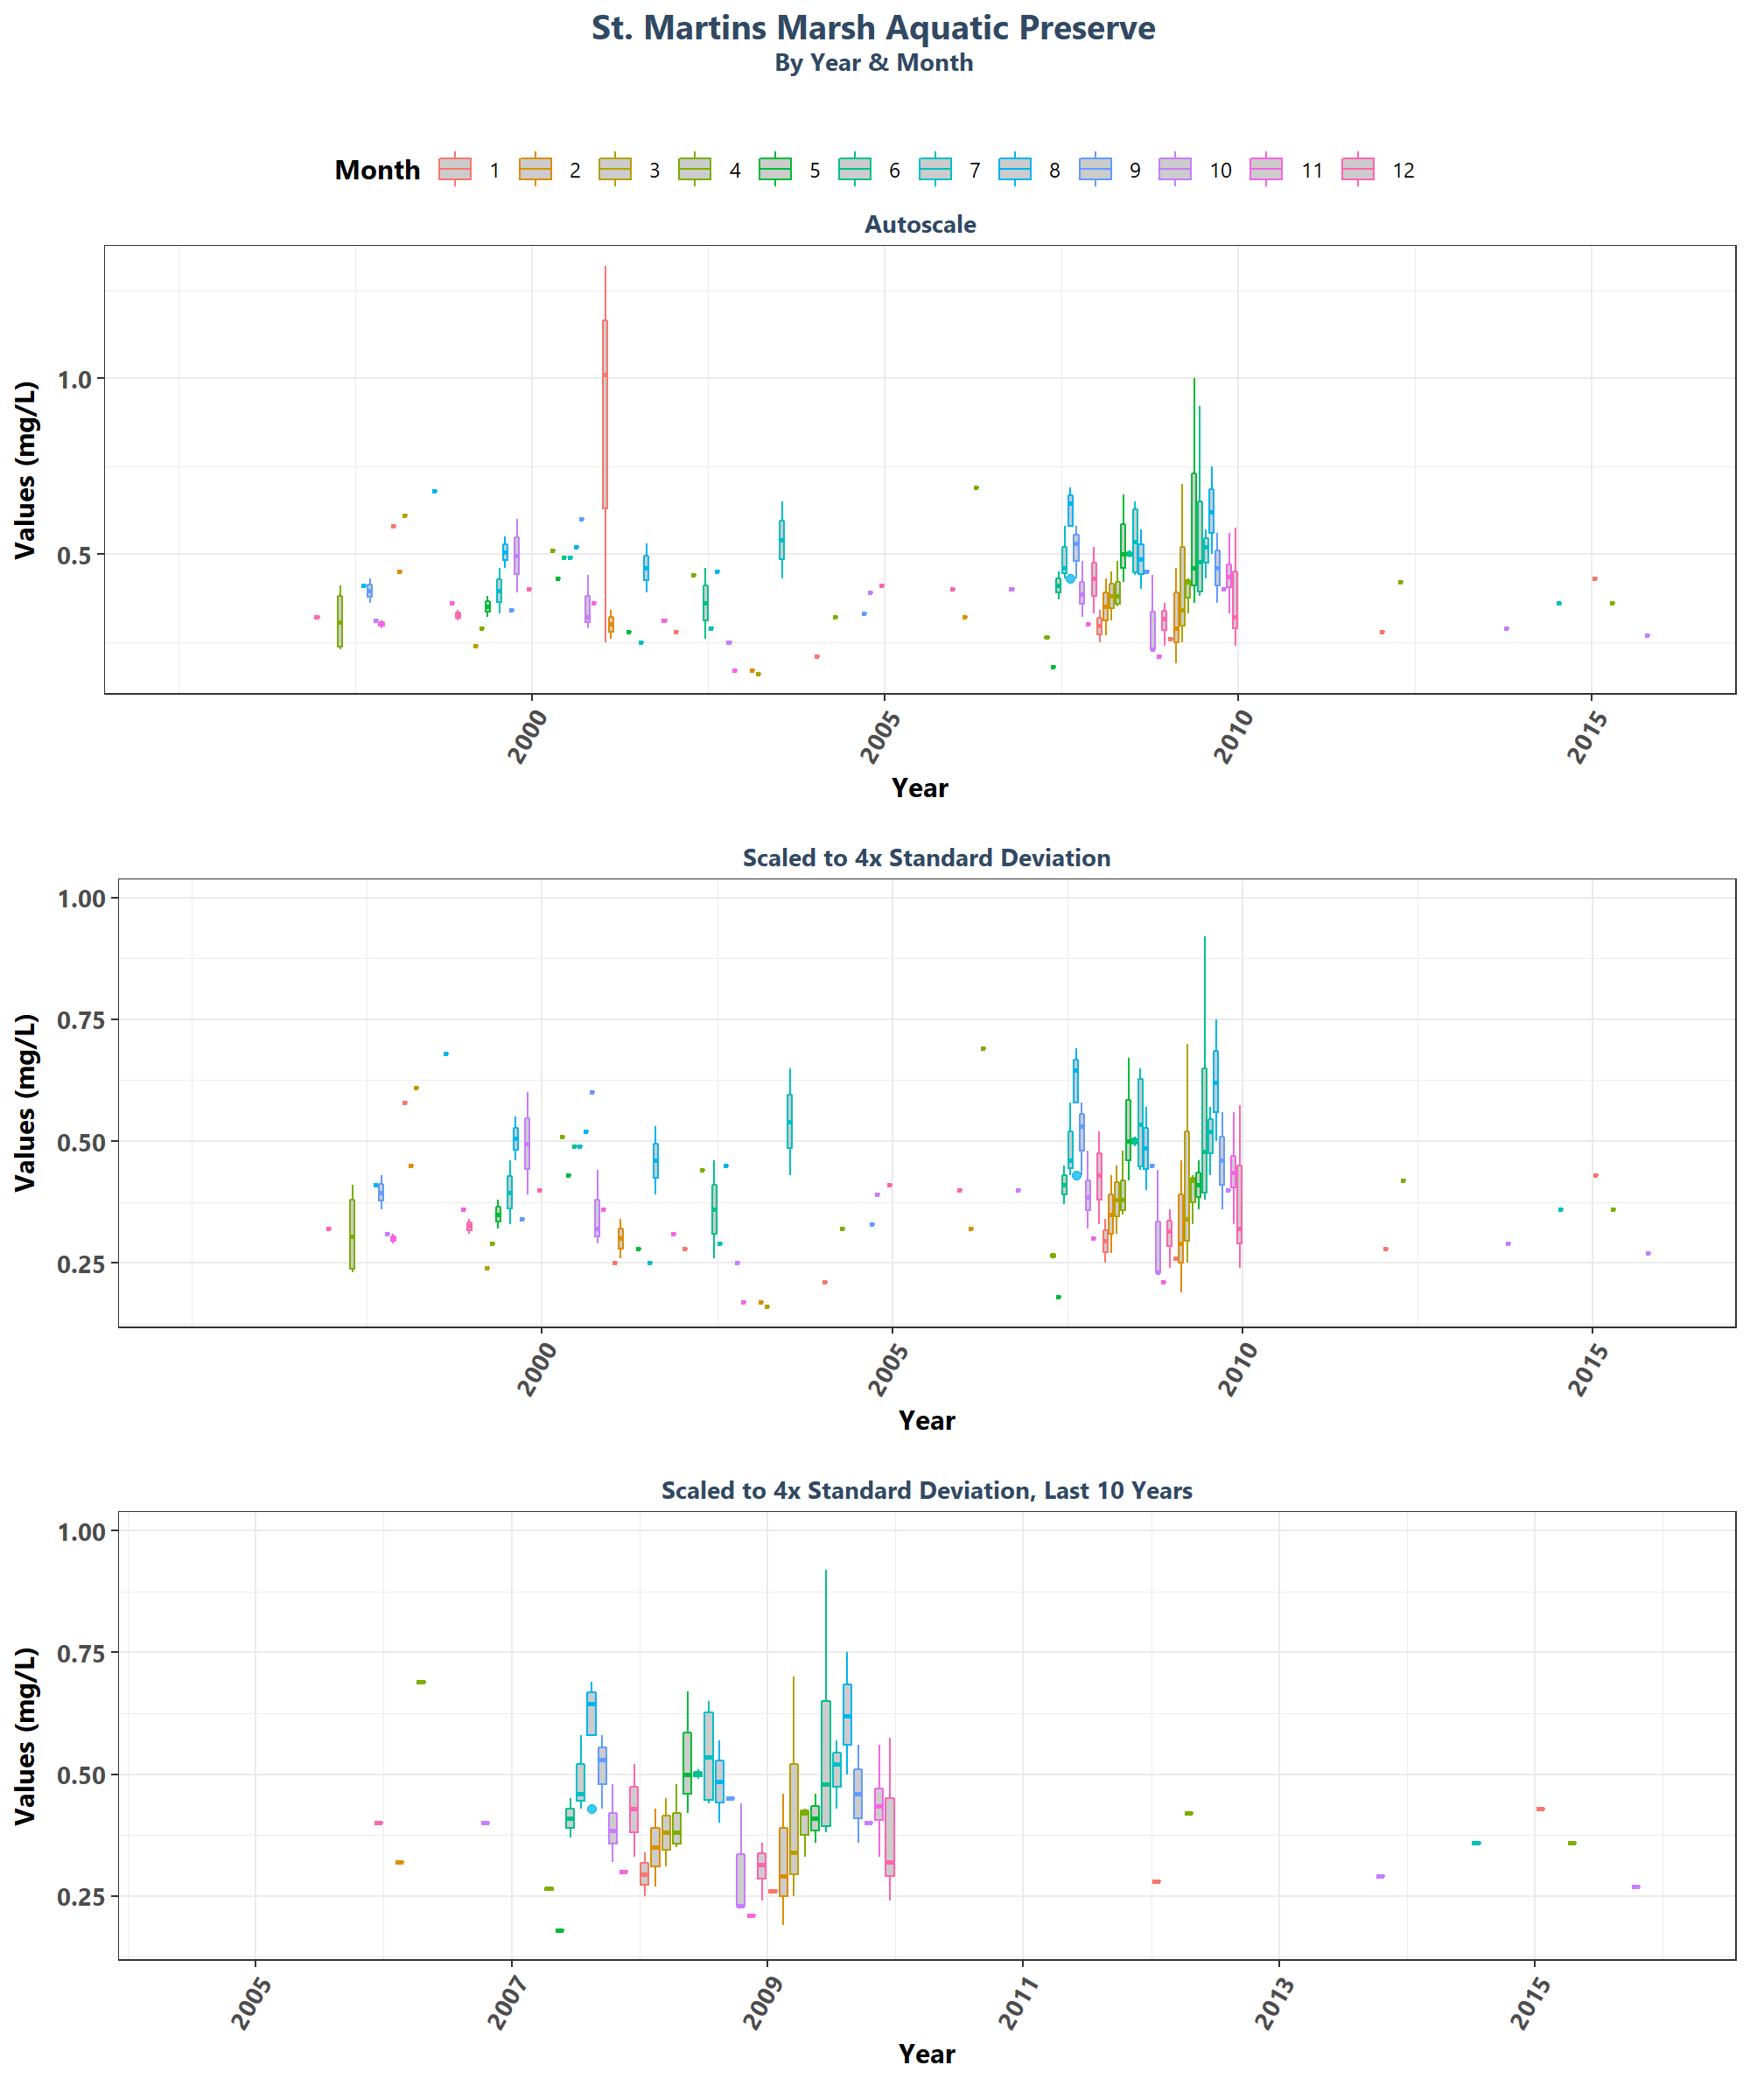 St. Martins Marsh Aquatic Preserve
By Year & Month
Month 1 2 3 4 5 6 7 8 9 10 11 12
Autoscale
Values (mg/L)
1.0
0.5
2000 2005 2010 2015
Year
Scaled to 4x Standard Deviation
Values (mg/L)
1.00
0.75
0.50
0.25
2000 2005 2010 2015
Year
Scaled to 4x Standard Deviation, Last 10 Years
Values (mg/L)
1.00
0.75
0.50
0.25
2005 2007 2009 2011 2013 2015
Year